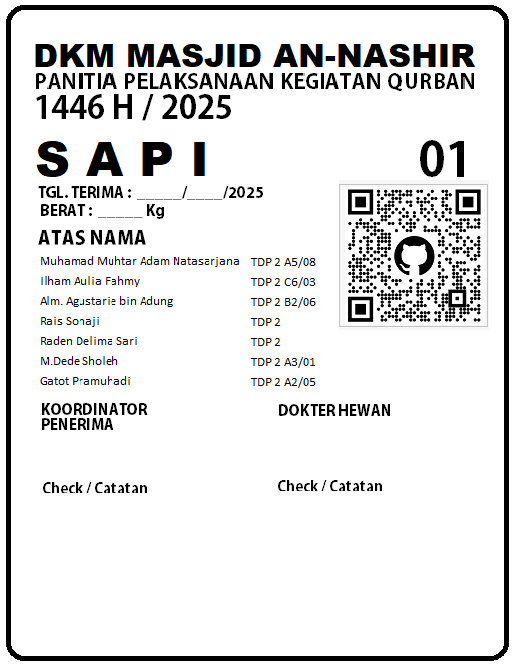 DKM MASJID AN-NASHIR
PANITIA PELAKSANAAN KEGIATAN QURBAN
1446 H / 2025
S A P I 01
TGL. TERIMA : _____/____/2025
BERAT : _____ Kg
ATAS NAMA
Muhamad Muhtar Adam Natasarjana TDP 2 A5/08
Ilham Aulia Fahmy TDP 2 C6/03
Alm. Agustarie bin Adung TDP 2 B2/06
Rais Sonaji TDP 2
Raden Delima Sari TDP 2
M.Dede Sholeh TDP 2 A3/01
Gatot Pramuhadi TDP 2 A2/05
KOORDINATOR PENERIMA
DOKTER HEWAN
Check / Catatan
Check / Catatan